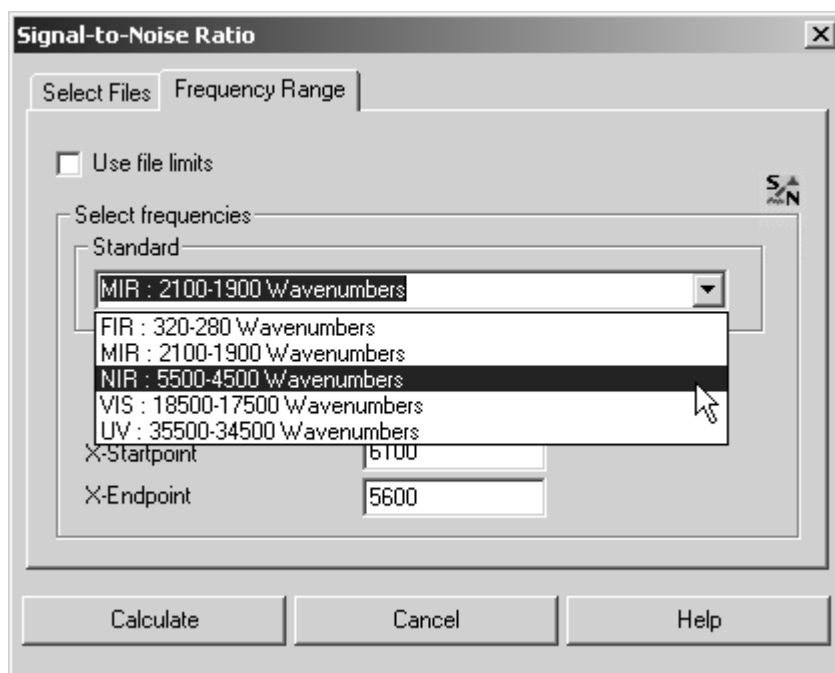 Signal-to-Noise Ratio
Select Files Frequency Range
Use file limits
S N
Select frequencies
Standard
MIR : 2100-1900 Wavenumbers
FIR : 320-280 Wavenumbers
MIR : 2100-1900 Wavenumbers
NIR : 5500-4500 Wavenumbers
VIS : 18500-17500 Wavenumbers
UV : 35500-34500 Wavenumbers
X-Startpoint 6100
X-Endpoint 5600
Calculate Cancel Help